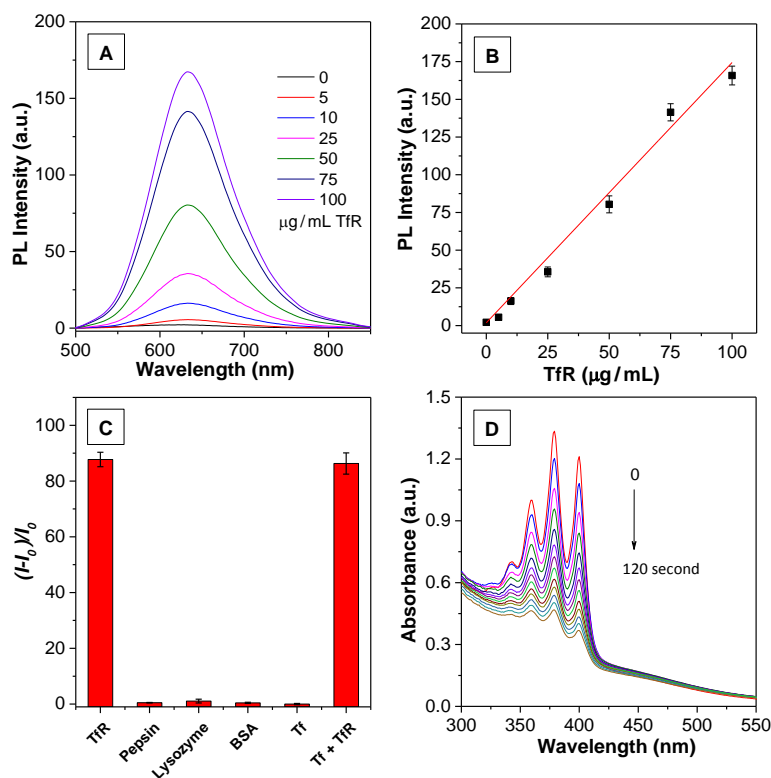 A
PL Intensity (a.u.)
200
150
100
50
0
500
600
700
800
Wavelength (nm)
0
5
10
25
50
75
100
µg/mL TfR
B
PL Intensity (a.u.)
175
150
125
100
75
50
25
0
0
25
50
75
100
TfR (µg/mL)
C
(I-I0)/I0
100
80
60
40
20
0
TfR
Pepsin
Lysozyme
BSA
Tf
Tf + TfR
D
Absorbance (a.u.)
1.5
1.2
0.9
0.6
0.3
0.0
300
350
400
450
500
550
Wavelength (nm)
0
120 second